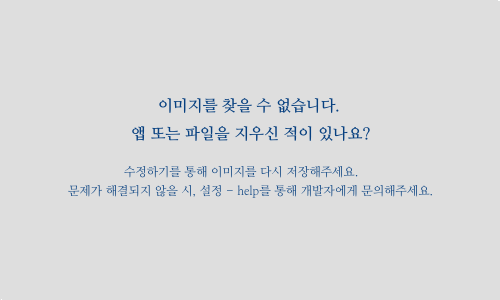 이미지를 찾을 수 없습니다.
앱 또는 파일을 지우신 적이 있나요?
수정하기를 통해 이미지를 다시 저장해주세요.
문제가 해결되지 않을 시, 설정 - help를 통해 개발자에게 문의해주세요.